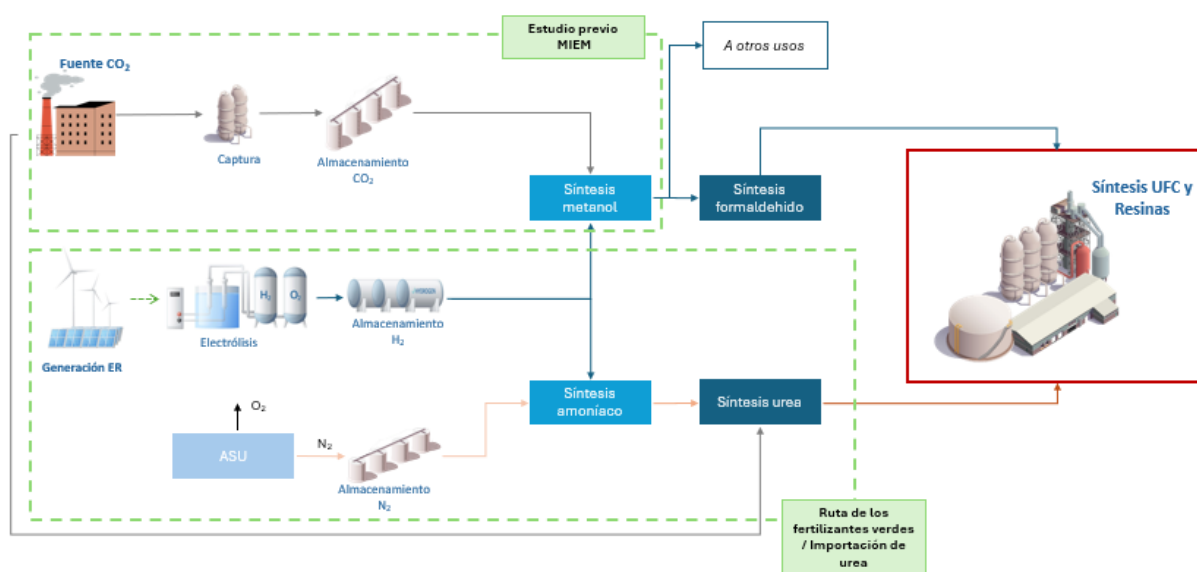 Estudio previo
MIEM
A otros usos
Fuente CO₂
Captura
Almacenamiento
CO₂
Síntesis
metanol
Síntesis
formaldehido
Síntesis UFC y
Resinas
H₂
O₂
HIDROGEN
Electrólisis
Almacenamiento
H₂
Generación ER
O₂
ASU
N₂
Almacenamiento
N₂
Síntesis
amoníaco
Síntesis urea
Ruta de los
fertilizantes verdes
/ Importación de
urea